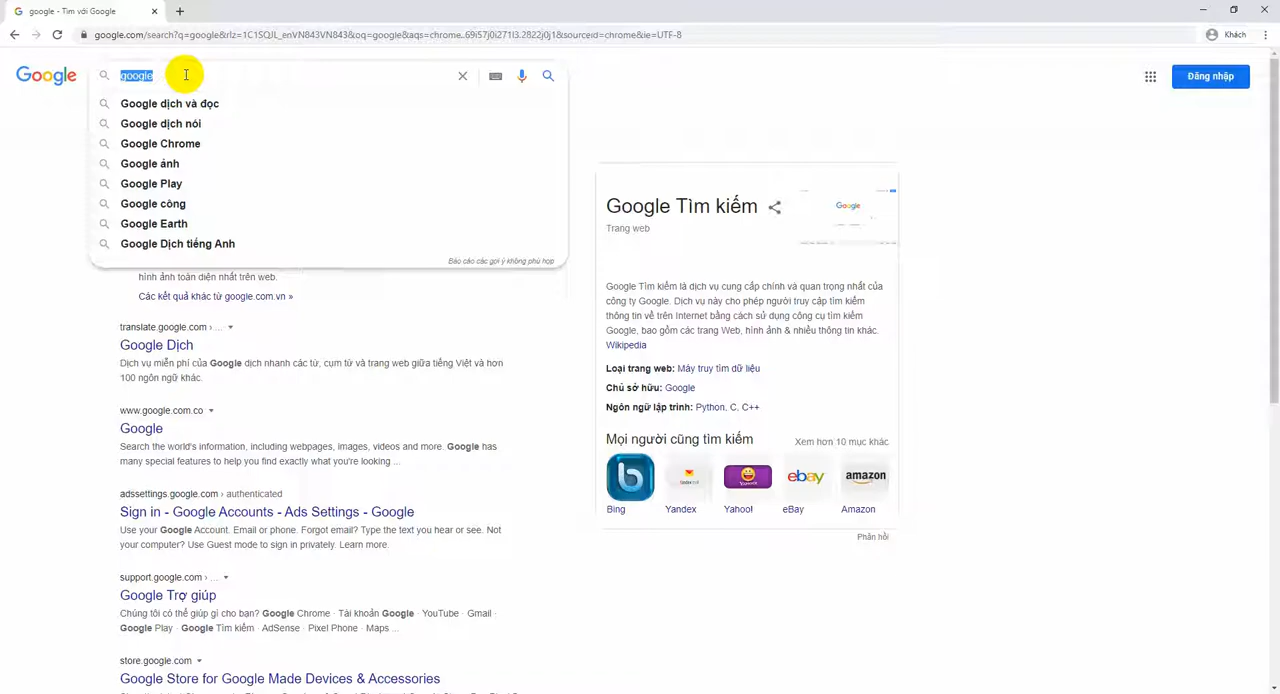 google - Tìm với Google
google.com/search?q=google&rlz=1C1SQJL_enVN843VN843&oq=google&aqs=chrome..69i57j0i271l3.2822j0j1&sourceid=chrome&ie=UTF-8
Khách
Google
google
Đăng nhập
Google dịch và đọc
Google dịch nói
Google Chrome
Google ảnh
Google Play
Google còng
Google Earth
Google Dịch tiếng Anh
Báo cáo các gợi ý không phù hợp
hình ảnh toàn diện nhất trên web.
Các kết quả khác từ google.com.vn »
translate.google.com › ...
Google Dịch
Dịch vụ miễn phí của Google dịch nhanh các từ, cụm từ và trang web giữa tiếng Việt và hơn
100 ngôn ngữ khác.
www.google.com.co
Google
Search the world's information, including webpages, images, videos and more. Google has
many special features to help you find exactly what you're looking ...
adssettings.google.com › authenticated
Sign in - Google Accounts - Ads Settings - Google
Use your Google Account. Email or phone. Forgot email? Type the text you hear or see. Not
your computer? Use Guest mode to sign in privately. Learn more.
support.google.com › ...
Google Trợ giúp
Chúng tôi có thể giúp gì cho bạn? Google Chrome · Tài khoản Google · YouTube · Gmail ·
Google Play · Google Tìm kiếm · AdSense · Pixel Phone · Maps ...
store.google.com
Google Store for Google Made Devices & Accessories
Google Tìm kiếm
Trang web
Google
Google Tìm kiếm là dịch vụ cung cấp chính và quan trọng nhất của
công ty Google. Dịch vụ này cho phép người truy cập tìm kiếm
thông tin về trên Internet bằng cách sử dụng công cụ tìm kiếm
Google, bao gồm các trang Web, hình ảnh & nhiều thông tin khác.
Wikipedia
Loại trang web: Máy truy tìm dữ liệu
Chủ sở hữu: Google
Ngôn ngữ lập trình: Python, C, C++
Mọi người cũng tìm kiếm
Xem hơn 10 mục khác
ebay
amazon
Bing
Yandex
Yahoo!
eBay
Amazon
Phản hồi